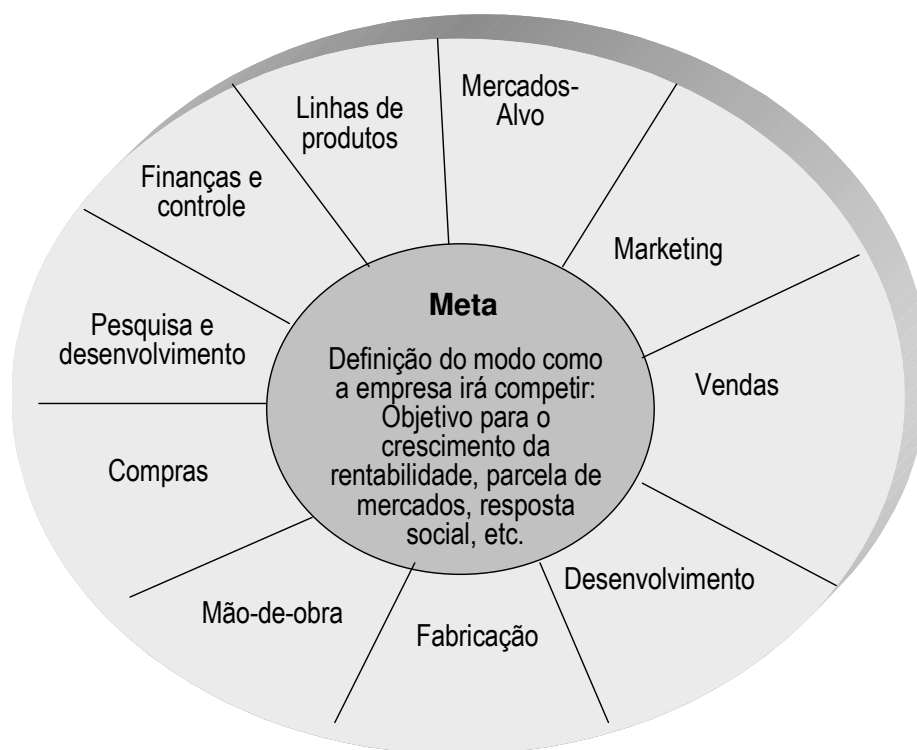 Mercados-
Alvo
Linhas de
produtos
Finanças e
controle
Marketing
Meta
Pesquisa e
desenvolvimento
Definição do modo como
a empresa irá competir:
Objetivo para o
crescimento da
rentabilidade, parcela de
mercados, resposta
social, etc.
Vendas
Compras
Desenvolvimento
Mão-de-obra
Fabricação